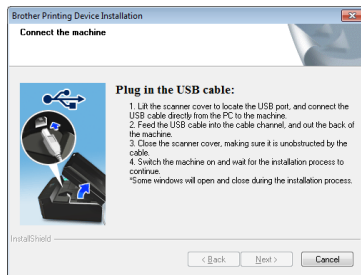 Brother Printing Device Installation
Connect the machine
Plug in the USB cable:
1. Lift the scanner cover to locate the USB port, and connect the
USB cable directly from the PC to the machine.
2. Feed the USB cable into the cable channel, and out the back of
the machine.
3. Close the scanner cover, making sure it is unobstructed by the
cable.
4. Switch the machine on and wait for the installation process to
continue.
*Some windows will open and close during the installation process.
InstallShield
< Back Next > Cancel